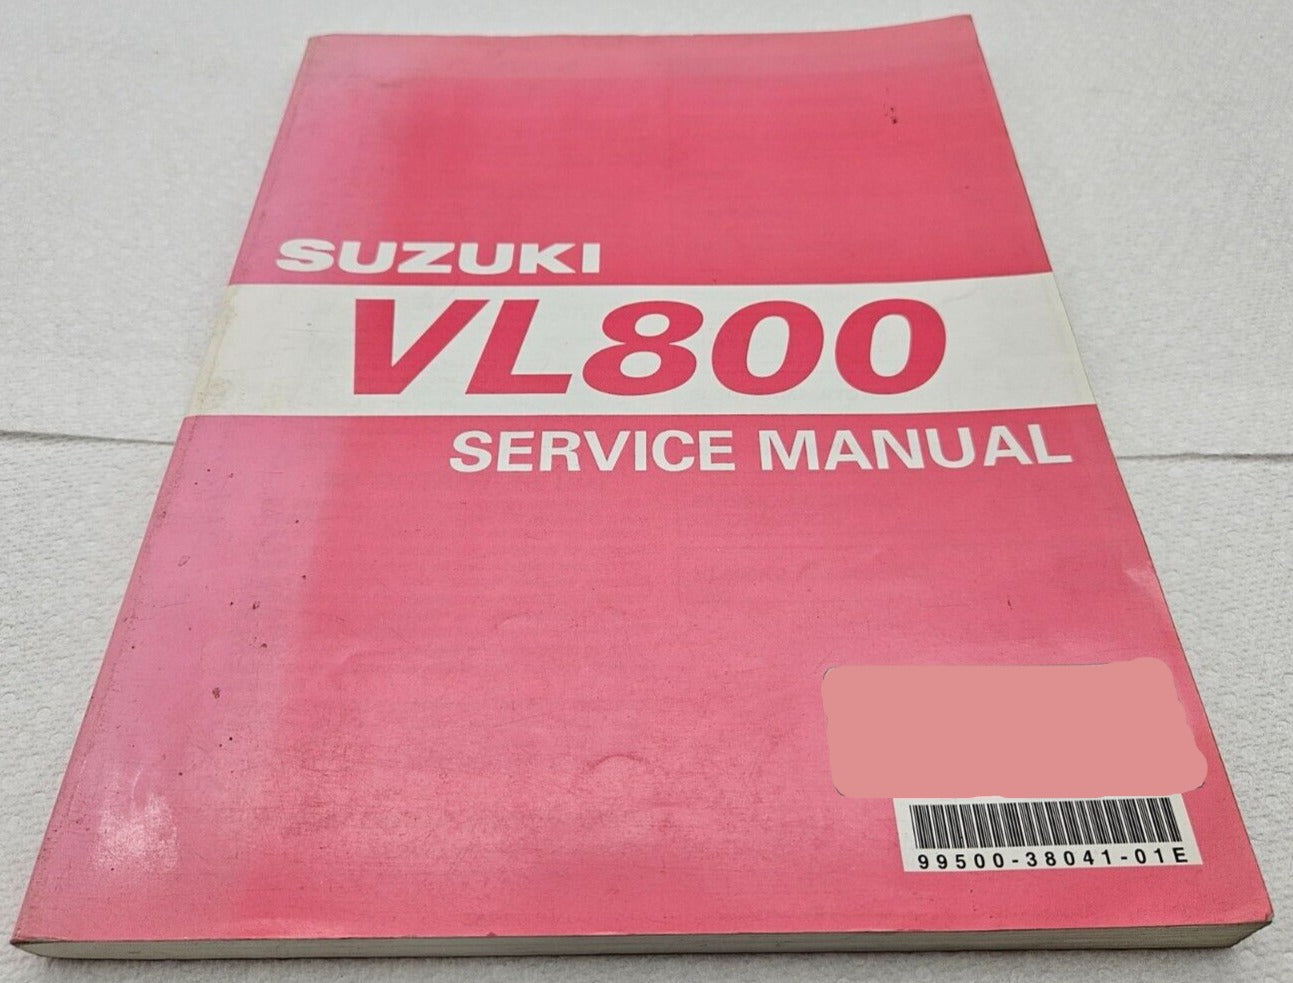 SUZUKI
VL800
SERVICE MANUAL
99500-38041-01E